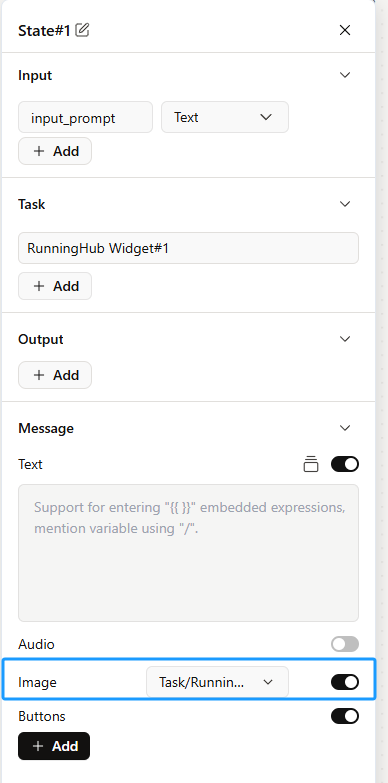 State#1
Input
input_prompt Text
+ Add
Task
RunningHub Widget#1
+ Add
Output
+ Add
Message
Text
Support for entering "{{ }}" embedded expressions,
mention variable using "/".
Audio
Image Task/Runnin...
Buttons
+ Add